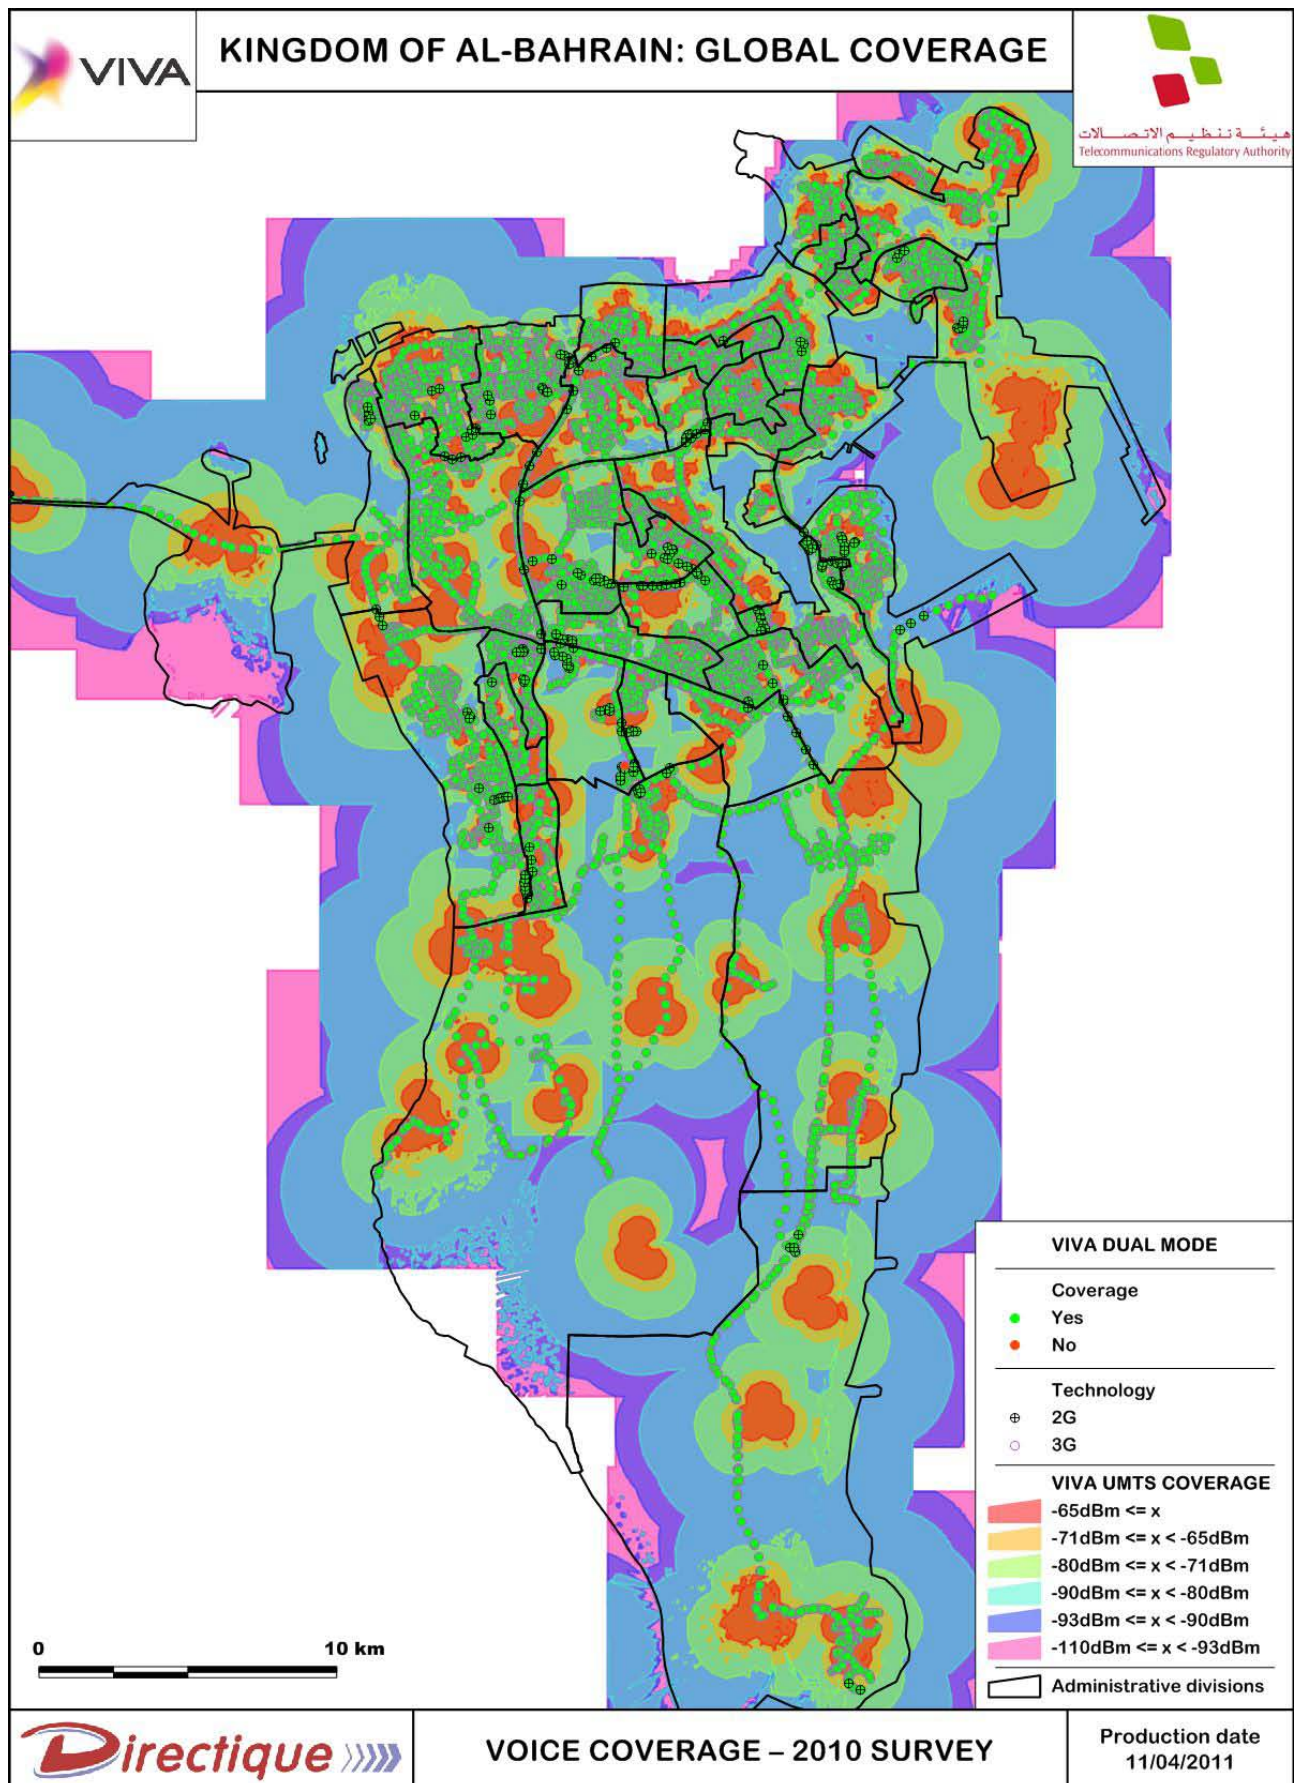 VIVA
KINGDOM OF AL-BAHRAIN: GLOBAL COVERAGE
هيئة تنظيم الاتصالات
Telecommunications Regulatory Authority
VIVA DUAL MODE
Coverage
Yes
No
Technology
2G
3G
VIVA UMTS COVERAGE
-65dBm <= x
-71dBm <= x < -65dBm
-80dBm <= x < -71dBm
-90dBm <= x < -80dBm
-93dBm <= x < -90dBm
-110dBm <= x < -93dBm
Administrative divisions
0 10 km
Directique
VOICE COVERAGE – 2010 SURVEY
Production date
11/04/2011